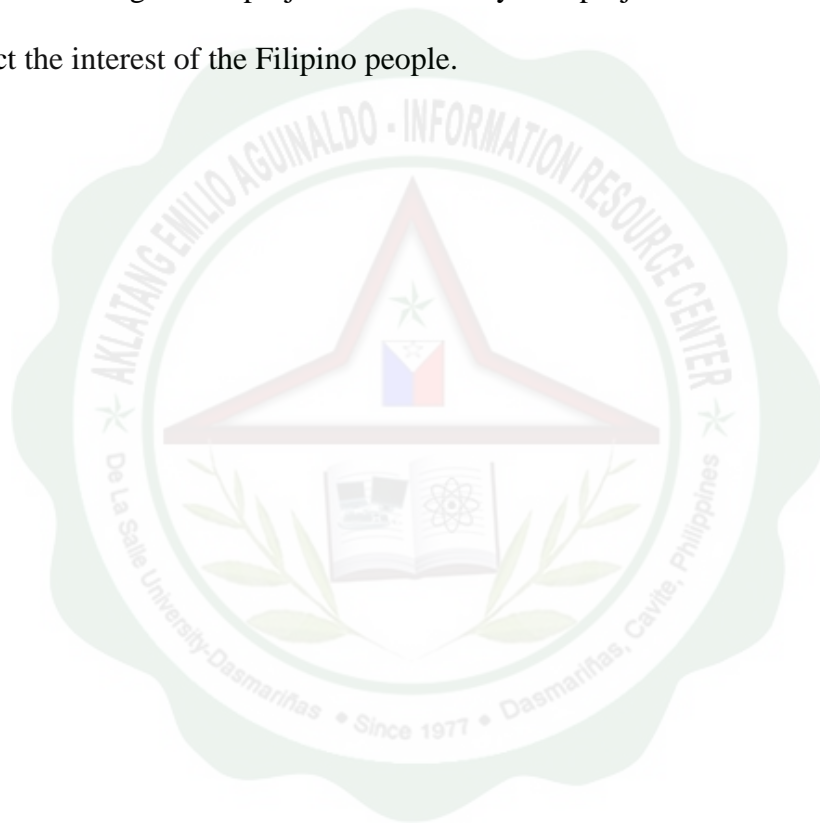 ct the interest of the Filipino people.
AKLATANG EMILIO AGUINALDO - INFORMATION RESOURCE CENTER
De La Salle University-Dasmariñas • Since 1977 • Dasmariñas, Cavite, Philippines